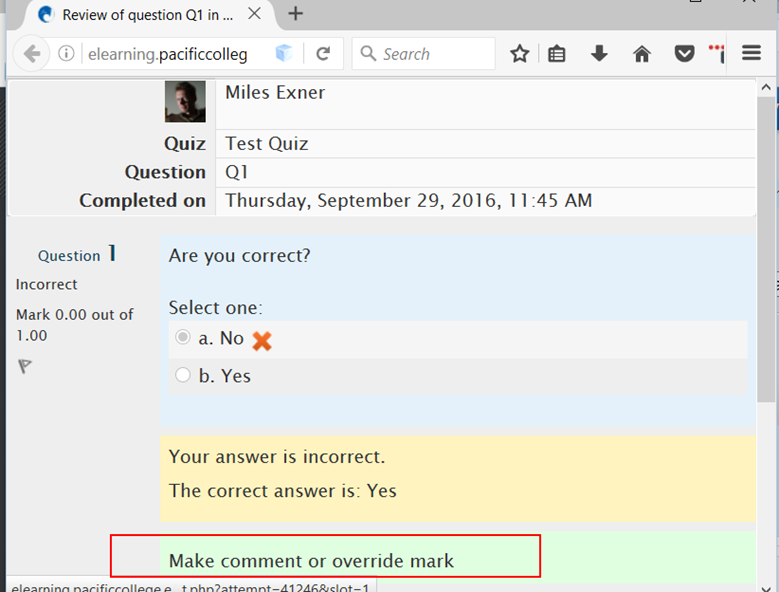 Review of question Q1 in ...
elearning.pacificcolleg
Search
Miles Exner
Quiz Test Quiz
Question Q1
Completed on Thursday, September 29, 2016, 11:45 AM
Question 1
Incorrect
Mark 0.00 out of
1.00
Are you correct?
Select one:
a. No
b. Yes
Your answer is incorrect.
The correct answer is: Yes
Make comment or override mark
elearning.pacificcollege.e...t.php?attempt=41246&slot=1